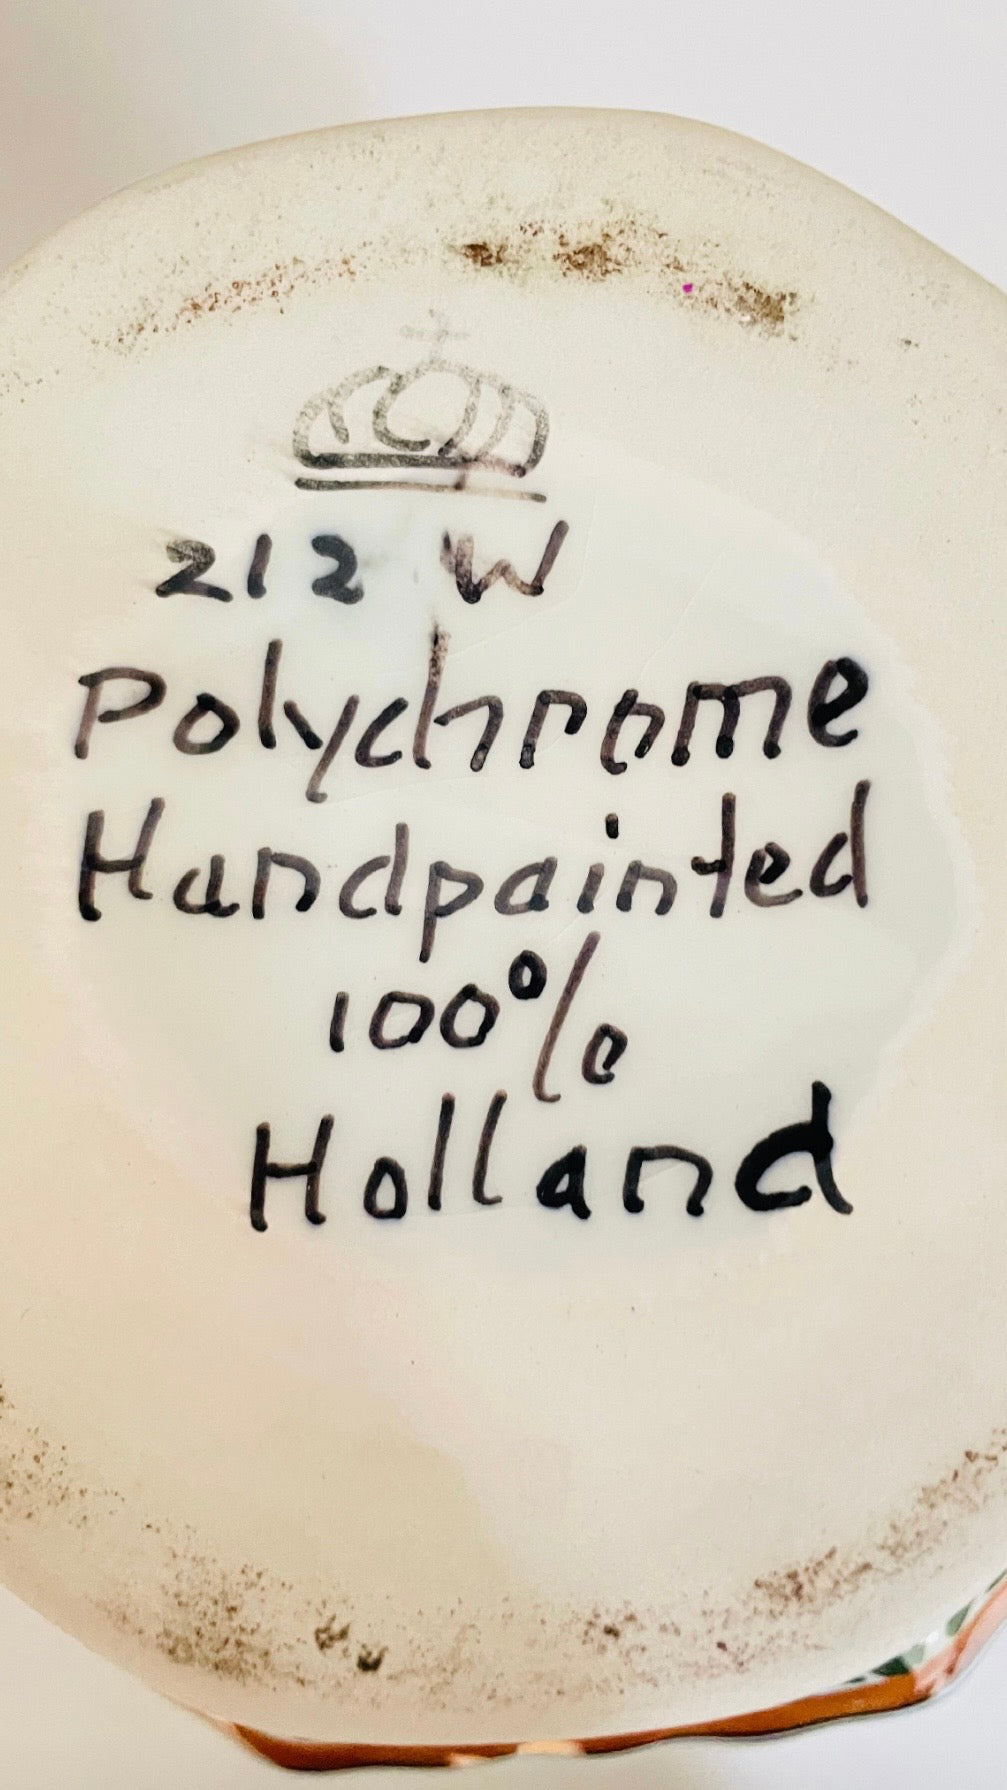 212 W
Polychrome
Handpainted
100%
Holland